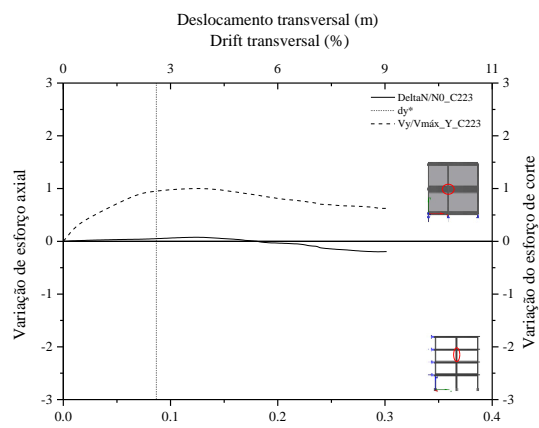 Deslocamento transversal (m)
Drift transversal (%)
0 3 6 8 11
3 3
DeltaN/N0_C223
dy*
Vy/Vmáx_Y_C223
2 2
1 1
0 0
-1 -1
-2 -2
-3 -3
Variação de esforço axial
Variação do esforço de corte
0.0 0.1 0.2 0.3 0.4